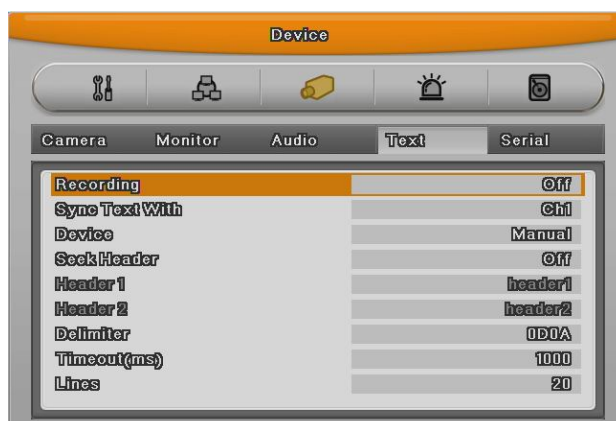 Device
Camera Monitor Audio Text Serial
Recording Off
Sync Text With Ch1
Device Manual
Seek Header Off
Header 1 header1
Header 2 header2
Delimiter 0D0A
Timeout(ms) 1000
Lines 20